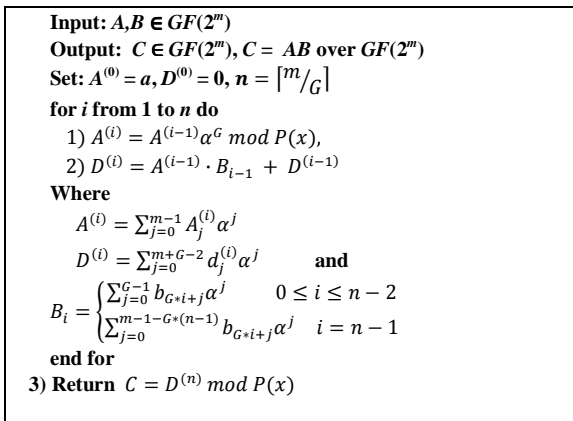 Input: A,B ∈ GF(2^m)
Output: C ∈ GF(2^m), C = AB over GF(2^m)
Set: A^(0) = a, D^(0) = 0, n = ⌈m/G⌉
for i from 1 to n do
1) A^(i) = A^(i−1)α^G mod P(x),
2) D^(i) = A^(i−1) · B_{i−1} + D^(i−1)
Where
A^(i) = ∑_{j=0}^{m−1} A_j^(i) α^j
D^(i) = ∑_{j=0}^{m+G−2} d_j^(i) α^j and
B_i = { ∑_{j=0}^{G−1} b_{G∗i+j} α^j 0 ≤ i ≤ n − 2
∑_{j=0}^{m−1−G∗(n−1)} b_{G∗i+j} α^j i = n − 1
end for
3) Return C = D^(n) mod P(x)